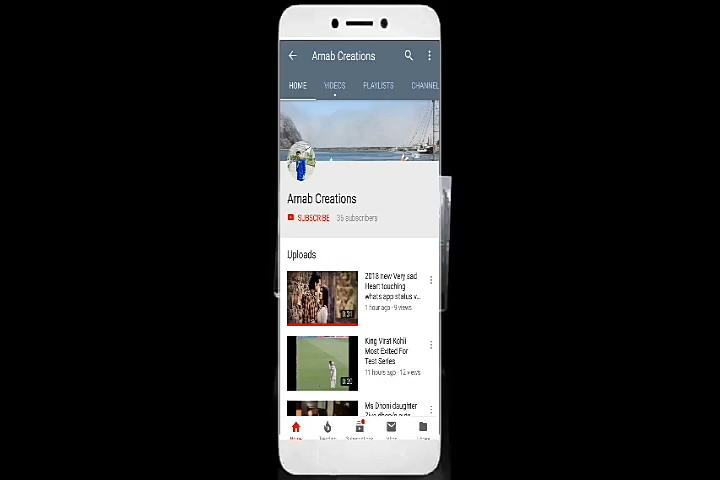 Arnab Creations
HOME VIDEOS PLAYLISTS CHANNEL
Arnab Creations
SUBSCRIBE 36 subscribers
Uploads
2018 new Very sad
Heart touching
whats app status v...
1 hour ago · 9 views
0:31
King Virat Kohli
Most Exited For
Test Series
11 hours ago · 12 views
0:20
Ms Dhoni daughter